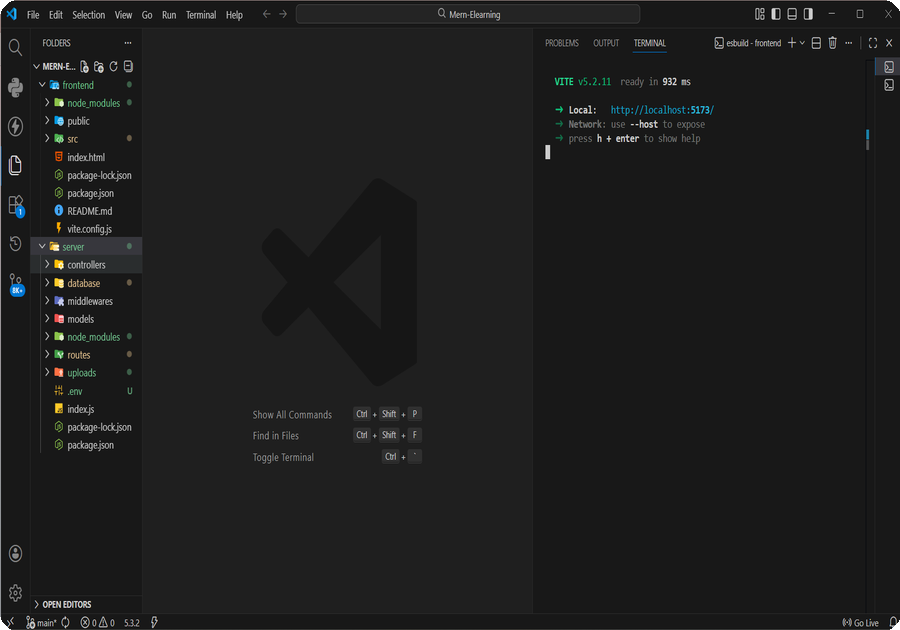 File Edit Selection View Go Run Terminal Help
Mern-Elearning
FOLDERS
MERN-E...
frontend
node_modules
public
src
index.html
package-lock.json
package.json
README.md
vite.config.js
server
controllers
database
middlewares
models
node_modules
routes
uploads
.env U
index.js
package-lock.json
package.json
OPEN EDITORS
1
8K+
Show All Commands Ctrl + Shift + P
Find in Files Ctrl + Shift + F
Toggle Terminal Ctrl + `
PROBLEMS OUTPUT TERMINAL
esbuild - frontend
VITE v5.2.11 ready in 932 ms
➜ Local: http://localhost:5173/
➜ Network: use --host to expose
➜ press h + enter to show help
main* 0 0 5.3.2
Go Live